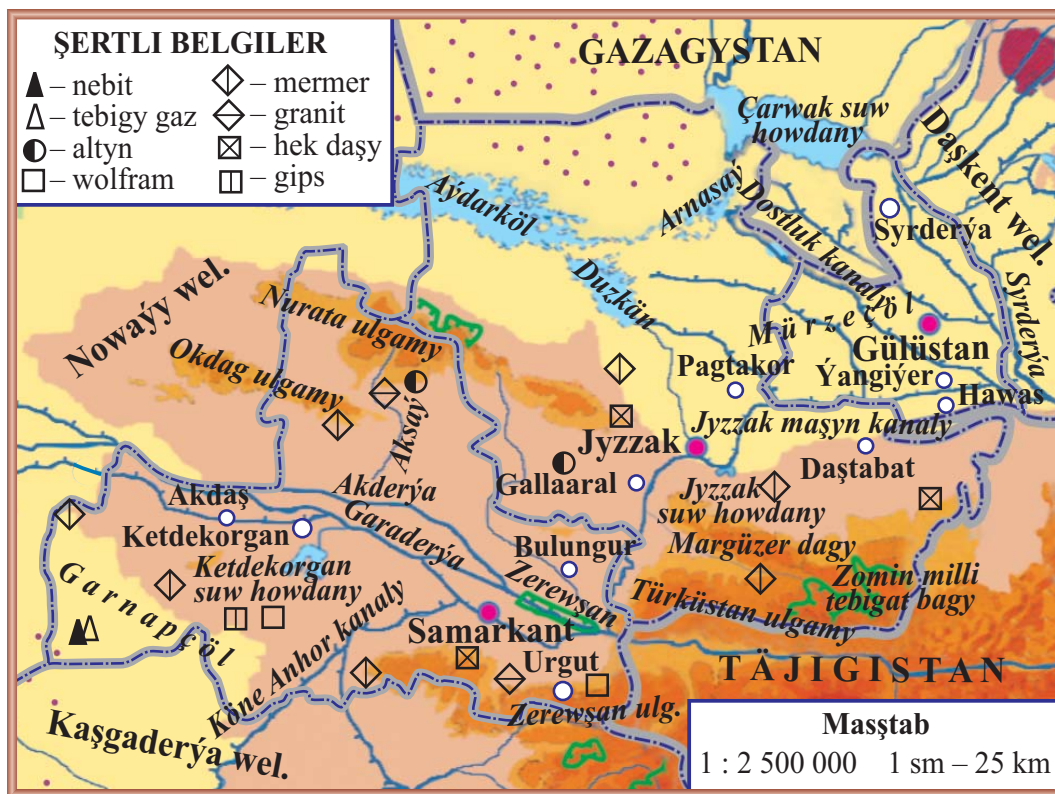 ŞERTLI BELGILER
– nebit
– tebigy gaz
– altyn
– wolfram
– mermer
– granit
– hek daşy
– gips
GAZAGYSTAN
Çarwak suw
howdany
Daşkent wel.
Aýdarköl
Arnasaý
Dostluk kanaly
Syrderýa
Syrderýa
Nowaýy wel.
Duzkän
Mürzeçöl
Nurata ulgamy
Gülüstan
Okdag ulgamy
Pagtakor
Ýangiýer
Hawas
Aksaý
Jyzzak
Jyzzak maşyn kanaly
Daştabat
Gallaaral
Jyzzak
suw howdany
Akderýa
Akdaş
Garaderýa
Ketdekorgan
Bulungur
Margüzer dagy
Ketdekorgan
suw howdany
Zerewşan
Zomin milli
tebigat bagy
Garnapçöl
Türküstan ulgamy
Samarkant
Urgut
TÄJIGISTAN
Köne Anhor kanaly
Zerewşan ulg.
Kaşgaderýa wel.
Masştab
1 : 2 500 000 1 sm – 25 km